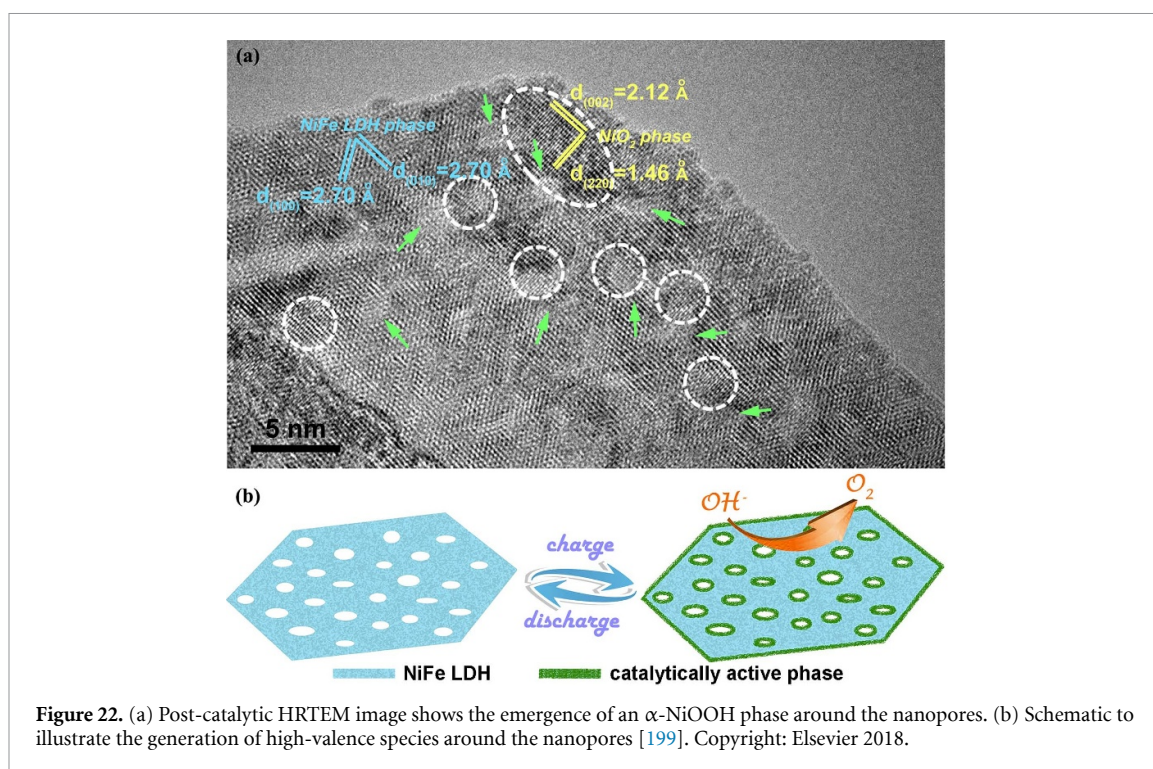 (a)
d(002)=2.12 Å
NiFe LDH phase
NiO2 phase
d(010)=2.70 Å
d(220)=1.46 Å
d(100)=2.70 Å
5 nm
(b)
OH-
O2
charge
discharge
NiFe LDH
catalytically active phase
Figure 22. (a) Post-catalytic HRTEM image shows the emergence of an α-NiOOH phase around the nanopores. (b) Schematic to
illustrate the generation of high-valence species around the nanopores [199]. Copyright: Elsevier 2018.